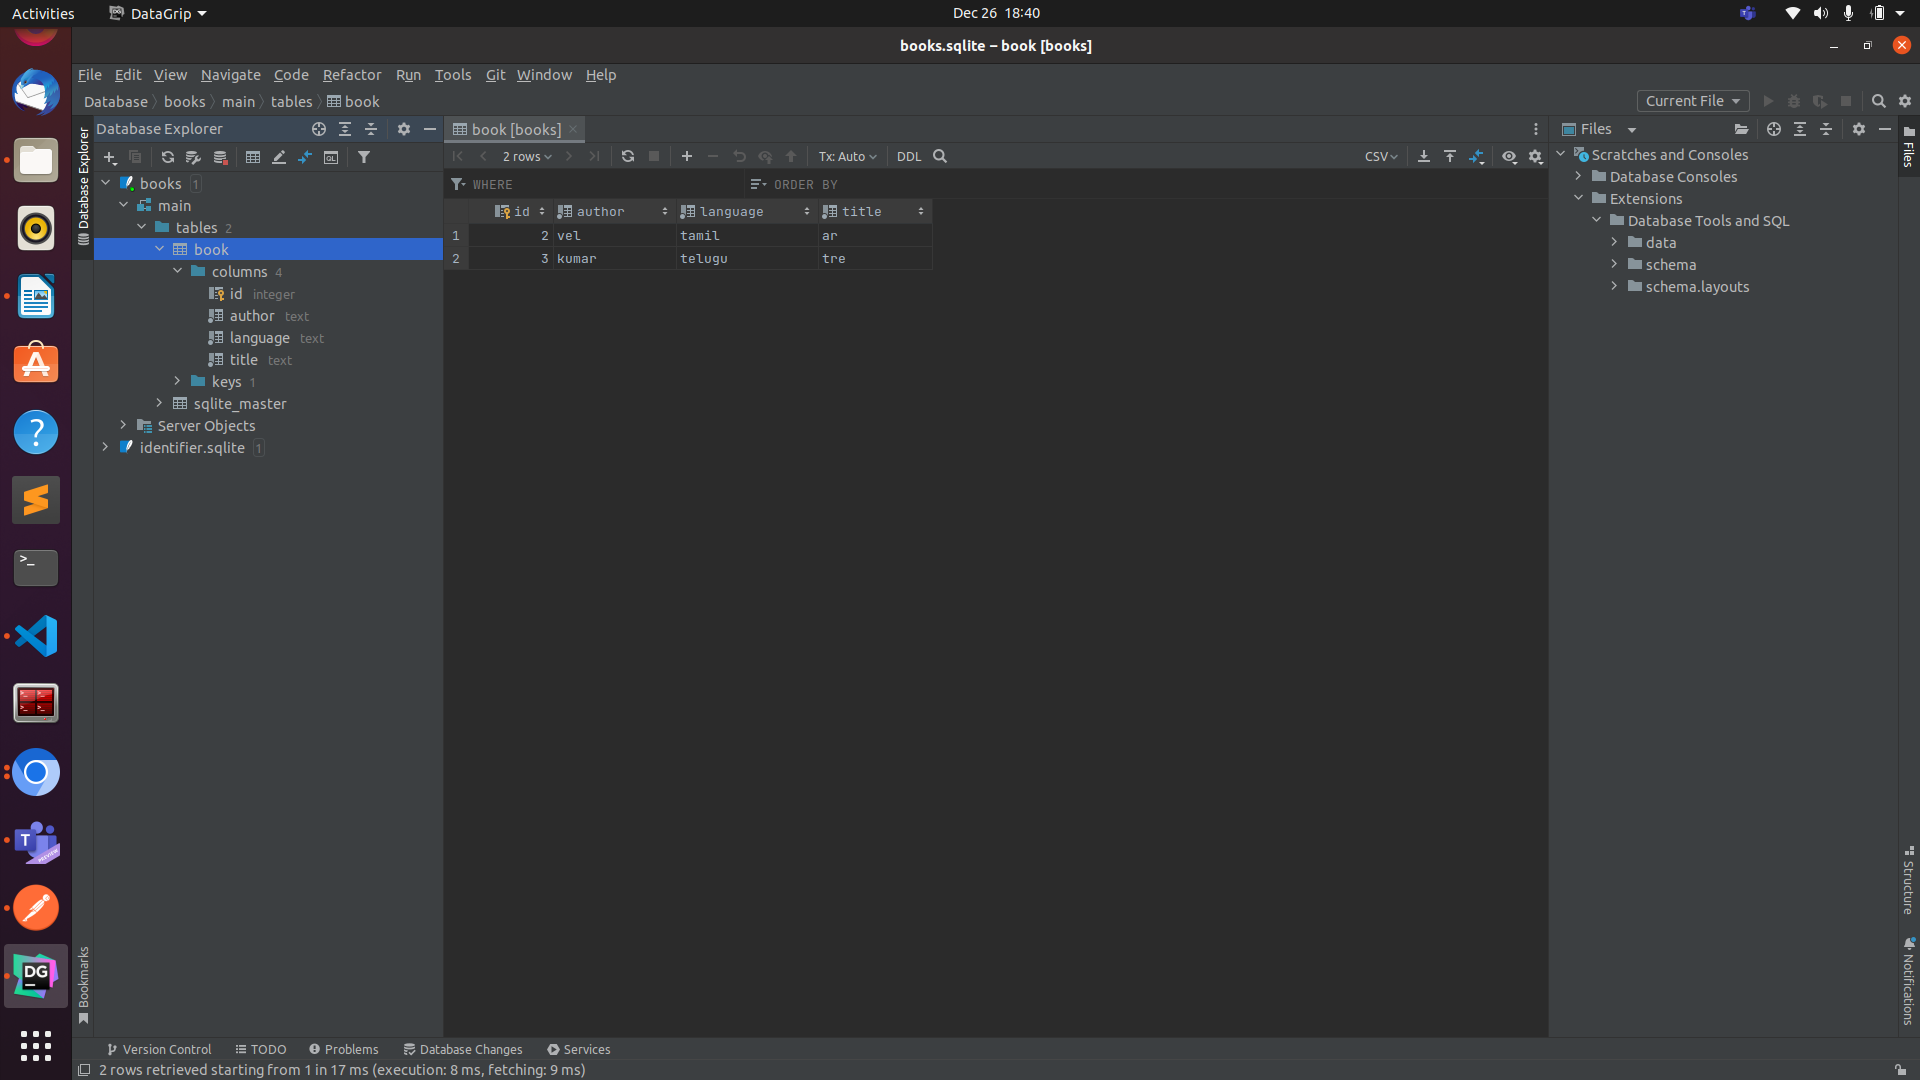 Activities DataGrip Dec 26 18:40
books.sqlite – book [books]
File Edit View Navigate Code Refactor Run Tools Git Window Help
Database books main tables book Current File
Database Explorer
book [books]
Files
2 rows Tx: Auto DDL CSV
WHERE ORDER BY
id author language title
1 2 vel tamil ar
2 3 kumar telugu tre
books 1
main
tables 2
book
columns 4
id integer
author text
language text
title text
keys 1
sqlite_master
Server Objects
identifier.sqlite 1
Scratches and Consoles
Database Consoles
Extensions
Database Tools and SQL
data
schema
schema.layouts
Database Explorer
Bookmarks
Files
Structure
Notifications
T
PREVIEW
DG
Version Control TODO Problems Database Changes Services
2 rows retrieved starting from 1 in 17 ms (execution: 8 ms, fetching: 9 ms)